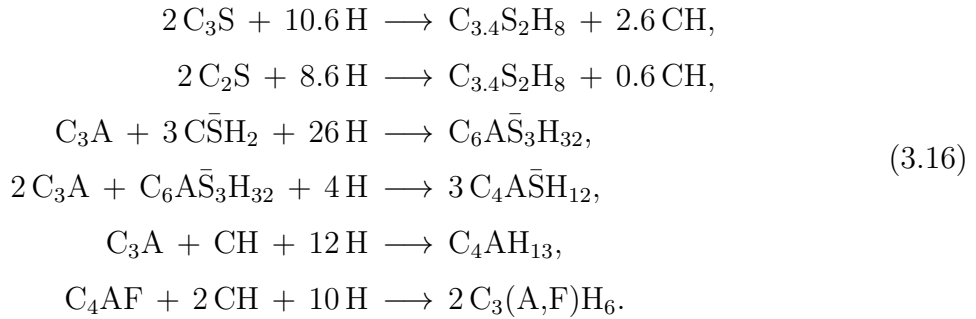 2 C₃S + 10.6 H ⟶ C₃.₄S₂H₈ + 2.6 CH,
2 C₂S + 8.6 H ⟶ C₃.₄S₂H₈ + 0.6 CH,
C₃A + 3 CS̄H₂ + 26 H ⟶ C₆AS̄₃H₃₂,
2 C₃A + C₆AS̄₃H₃₂ + 4 H ⟶ 3 C₄AS̄H₁₂,
(3.16)
C₃A + CH + 12 H ⟶ C₄AH₁₃,
C₄AF + 2 CH + 10 H ⟶ 2 C₃(A,F)H₆.